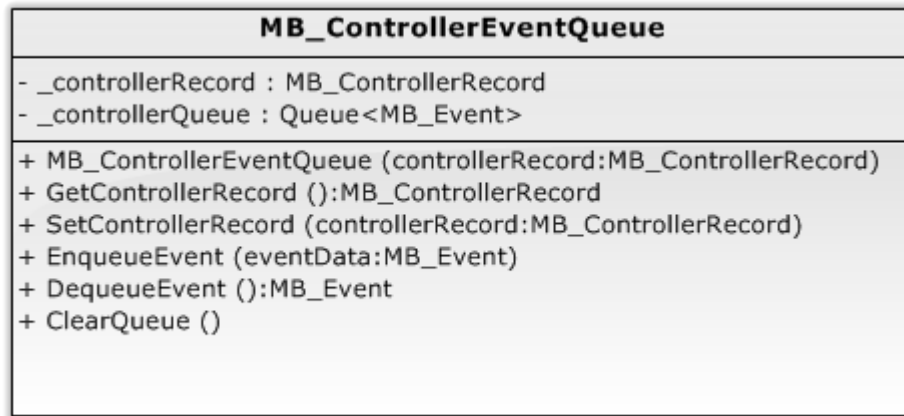 MB_ControllerEventQueue
- _controllerRecord : MB_ControllerRecord
- _controllerQueue : Queue<MB_Event>
+ MB_ControllerEventQueue (controllerRecord:MB_ControllerRecord)
+ GetControllerRecord ():MB_ControllerRecord
+ SetControllerRecord (controllerRecord:MB_ControllerRecord)
+ EnqueueEvent (eventData:MB_Event)
+ DequeueEvent ():MB_Event
+ ClearQueue ()